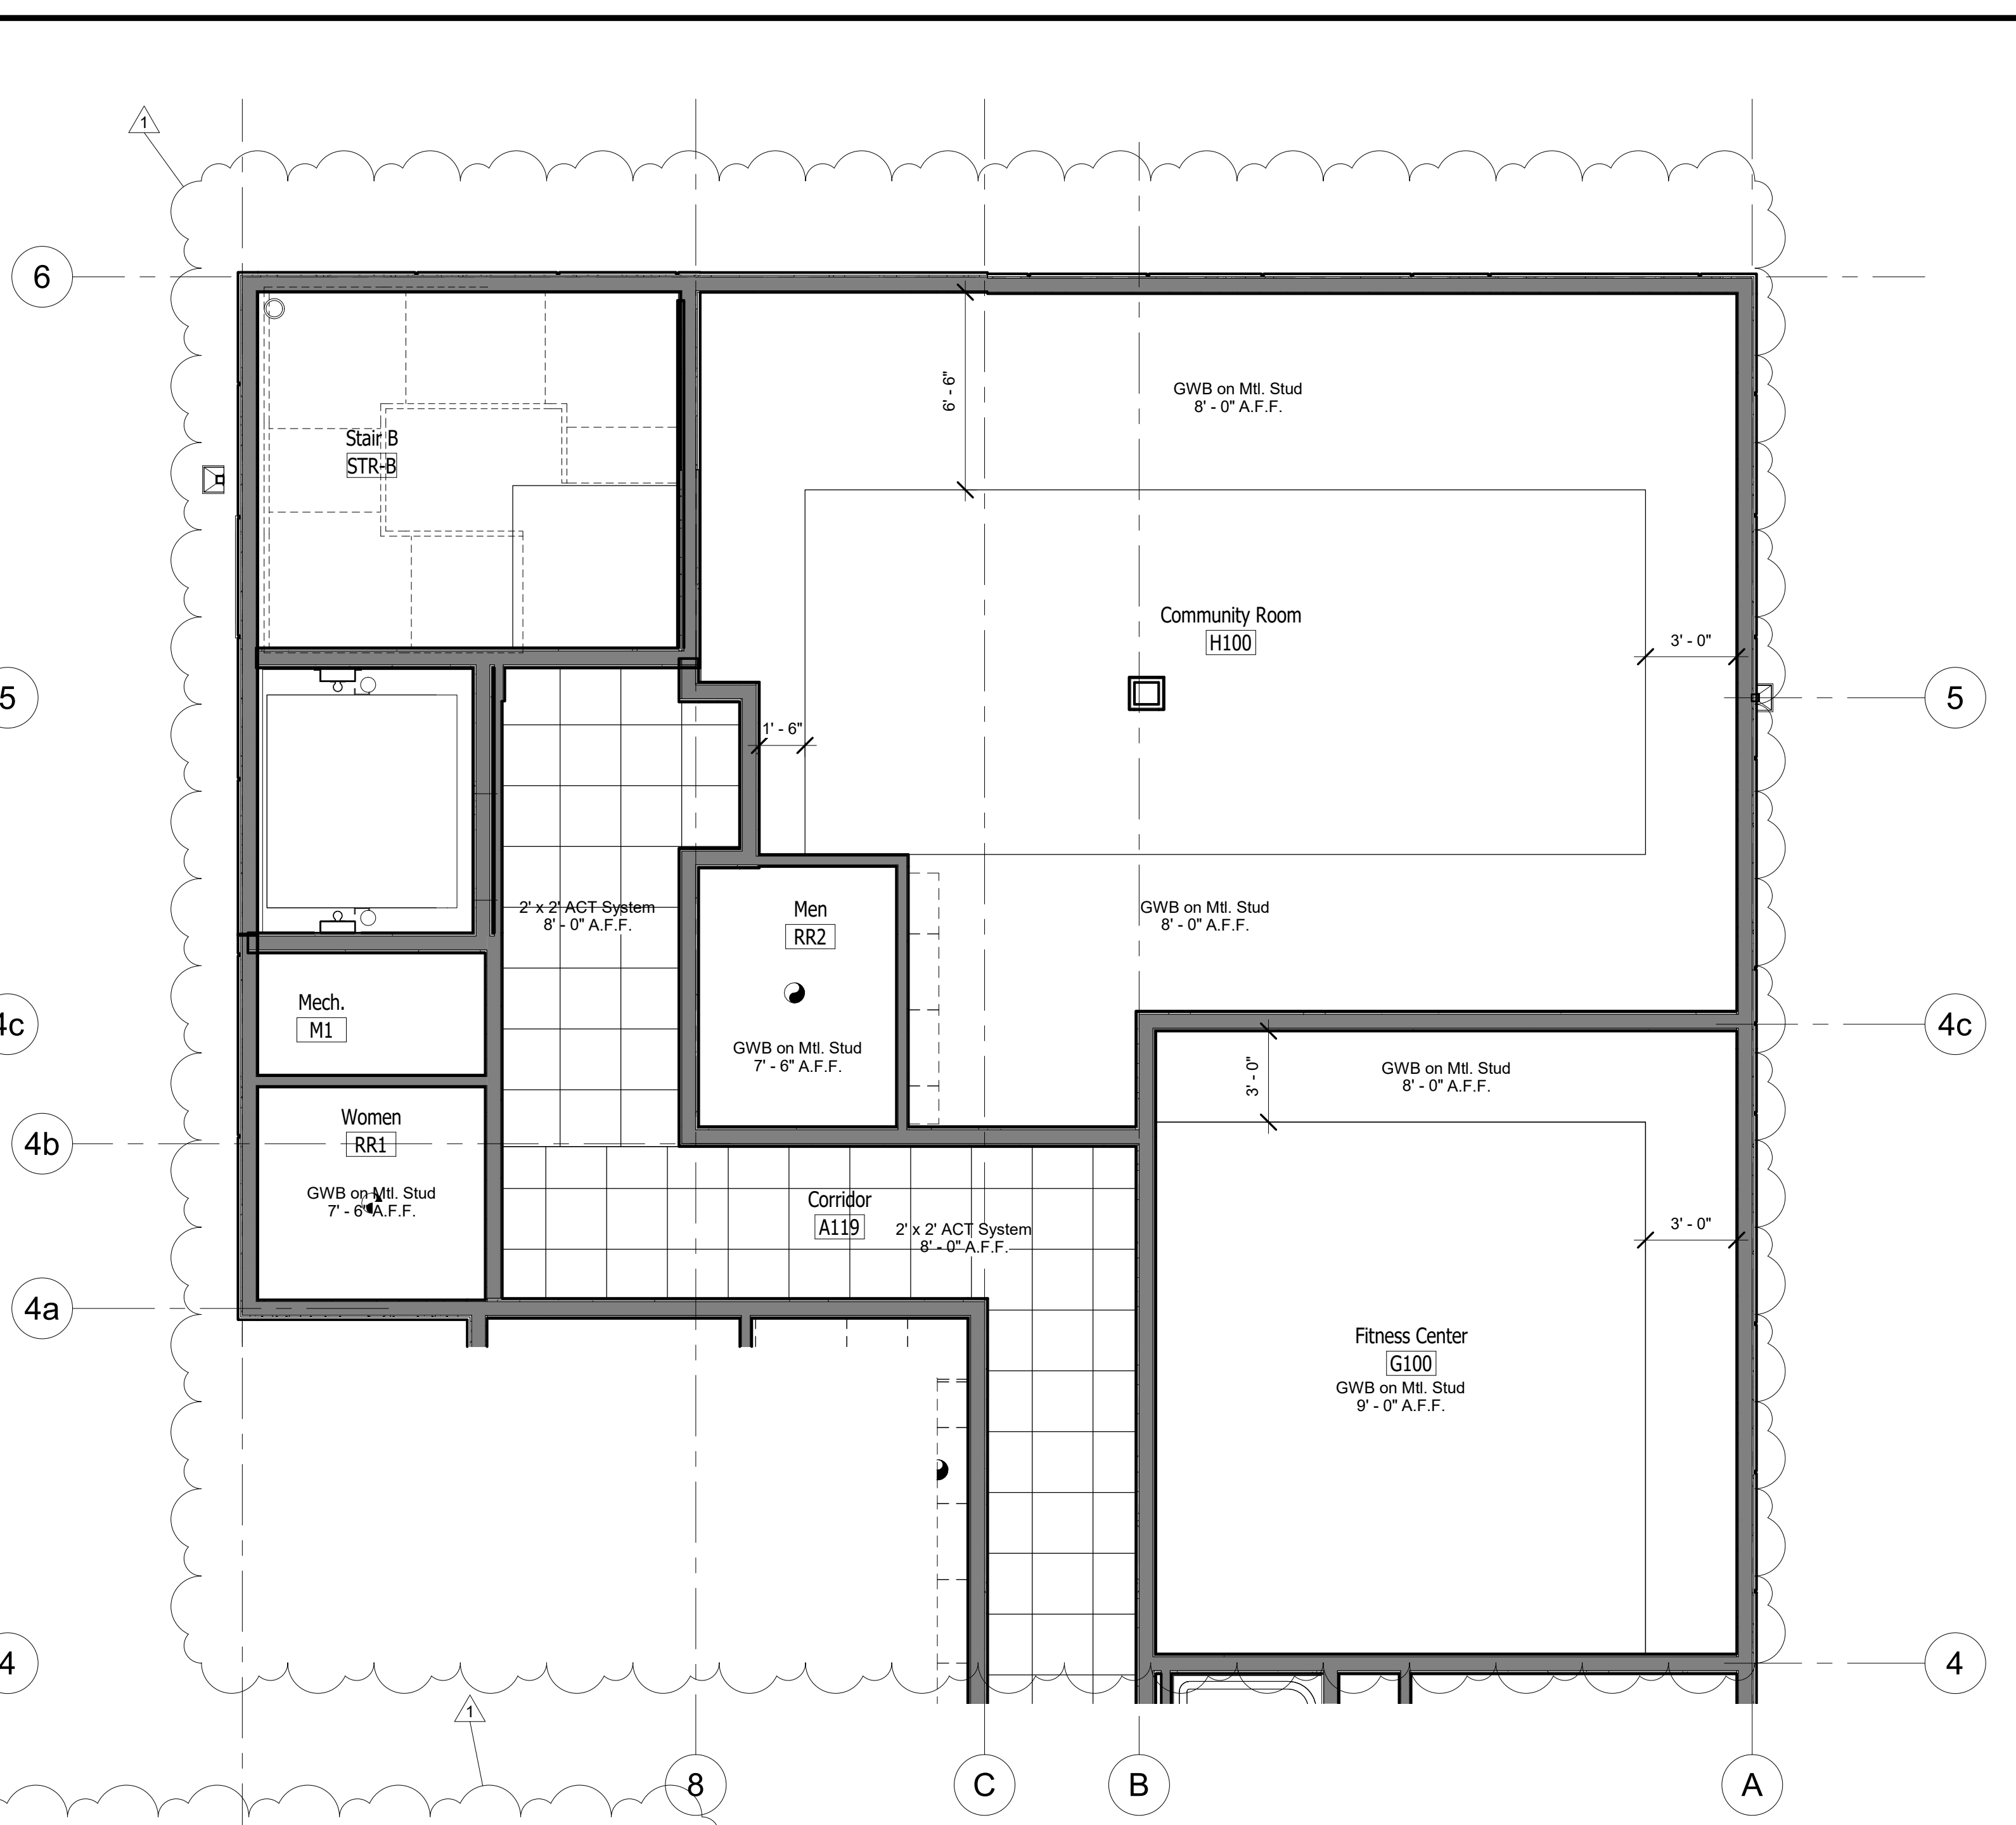 1
6
6' - 6"
GWB on Mtl. Stud
8' - 0" A.F.F.
Stair B
STR-B
Community Room
H100
3' - 0"
5
5
1' - 6"
2' x 2' ACT System
8' - 0" A.F.F.
Men
RR2
GWB on Mtl. Stud
8' - 0" A.F.F.
Mech.
M1
4c
4c
GWB on Mtl. Stud
7' - 6" A.F.F.
3' - 0"
GWB on Mtl. Stud
8' - 0" A.F.F.
Women
RR1
4b
GWB on Mtl. Stud
7' - 6" A.F.F.
Corridor
A119
2' x 2' ACT System
8' - 0" A.F.F.
3' - 0"
4a
Fitness Center
G100
GWB on Mtl. Stud
9' - 0" A.F.F.
4
4
1
8
C
B
A